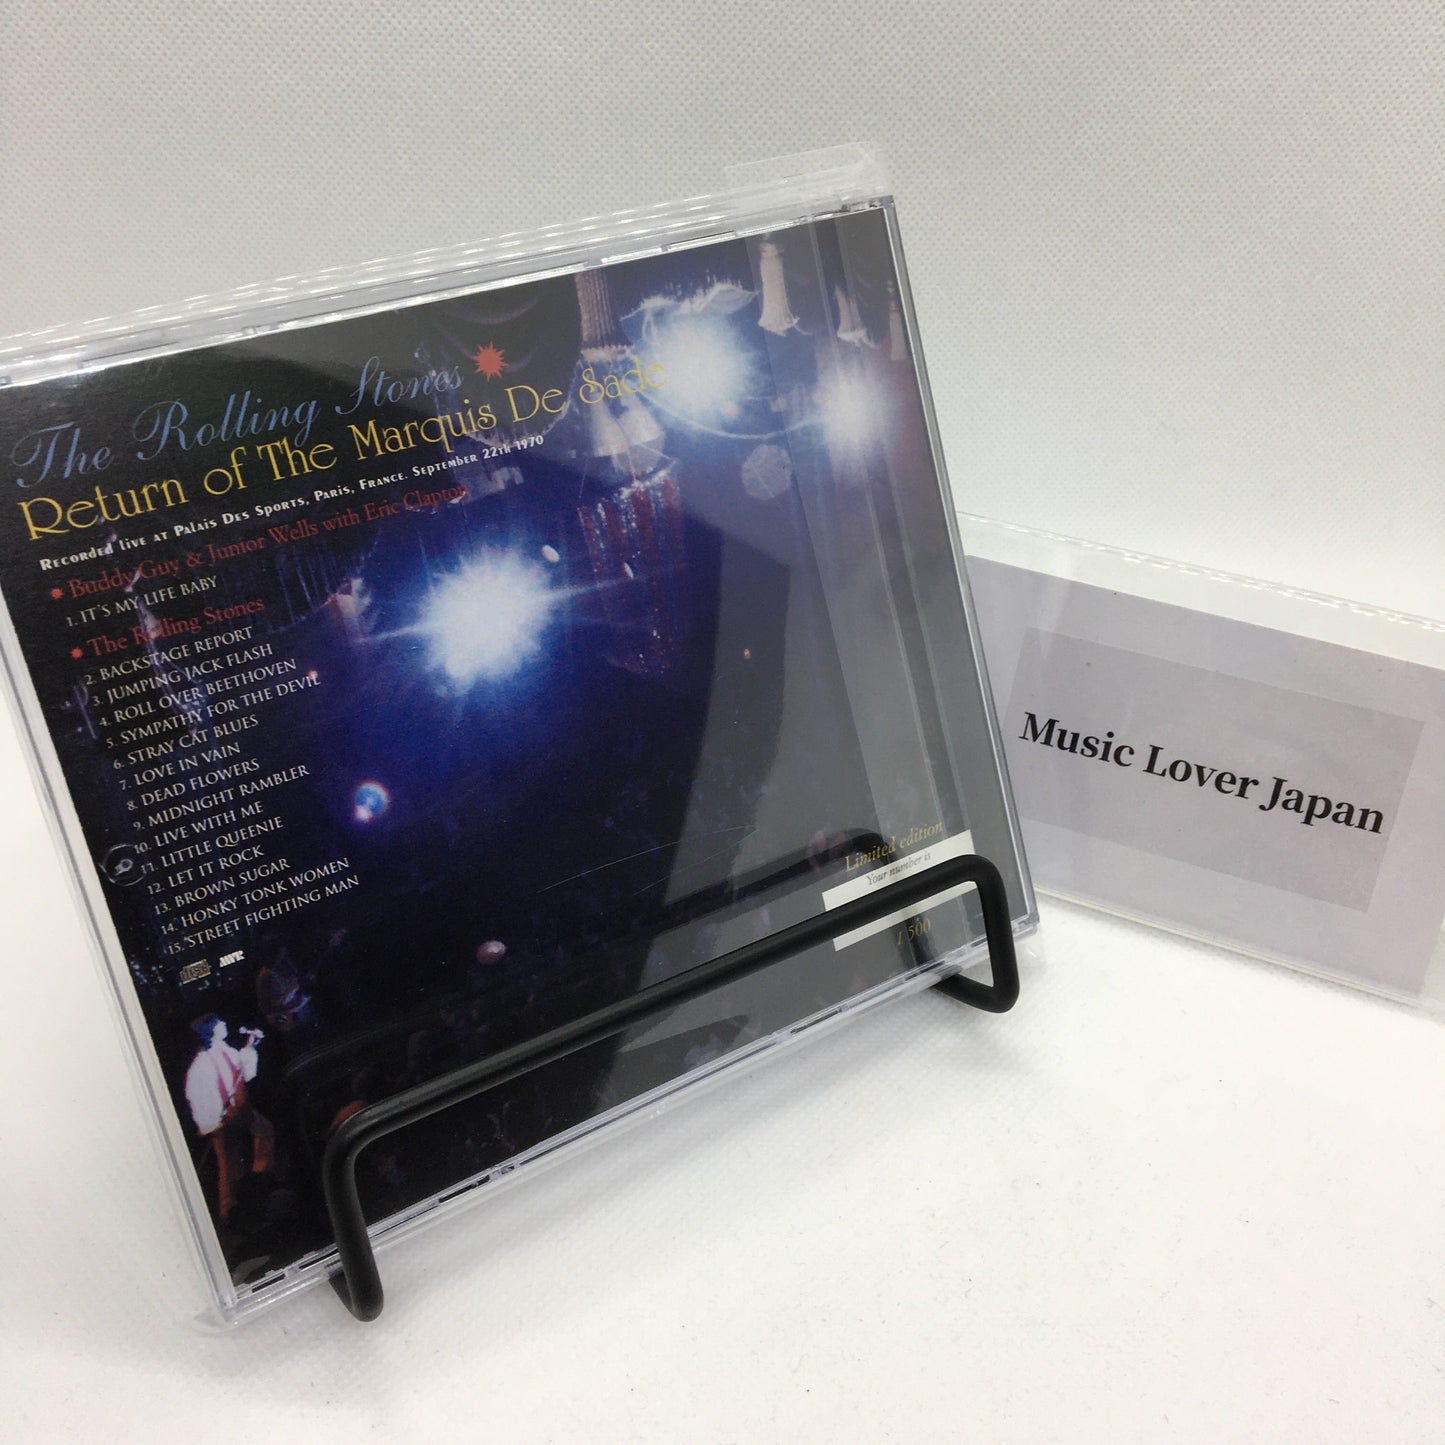 The Rolling Stones
Return of The Marquis De Sade
Recorded live at Palais Des Sports, Paris, France. September 22th 1970
Buddy Guy & Junior Wells with Eric Clapton
1. IT'S MY LIFE BABY
The Rolling Stones
2. BACKSTAGE REPORT
3. JUMPING JACK FLASH
4. ROLL OVER BEETHOVEN
5. SYMPATHY FOR THE DEVIL
6. STRAY CAT BLUES
7. LOVE IN VAIN
8. DEAD FLOWERS
9. MIDNIGHT RAMBLER
10. LIVE WITH ME
11. LITTLE QUEENIE
12. LET IT ROCK
13. BROWN SUGAR
14. HONKY TONK WOMEN
15. STREET FIGHTING MAN
Limited edition
Your number is
/ 500
Music Lover Japan